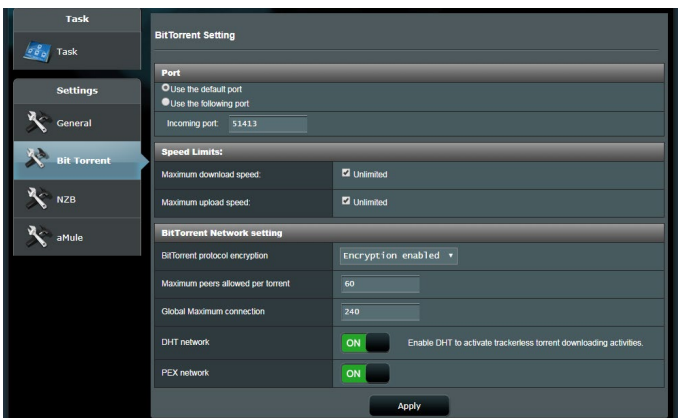 Task
Task
Settings
General
Bit Torrent
NZB
aMule
BitTorrent Setting
Port
Use the default port
Use the following port
Incoming port: 51413
Speed Limits:
Maximum download speed: Unlimited
Maximum upload speed: Unlimited
BitTorrent Network setting
BitTorrent protocol encryption Encryption enabled
Maximum peers allowed per torrent 60
Global Maximum connection 240
DHT network ON Enable DHT to activate trackerless torrent downloading activities.
PEX network ON
Apply